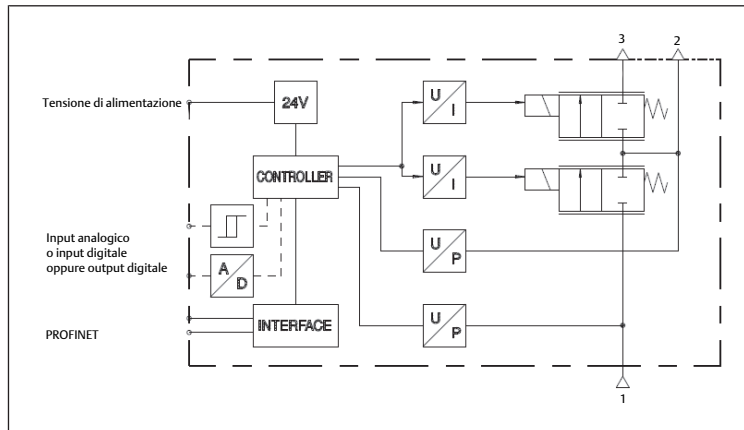 3 2
Tensione di alimentazione
24V
U
I
CONTROLLER
U
I
Input analogico
o input digitale
oppure output digitale
A
D
U
P
PROFINET
INTERFACE
U
P
1